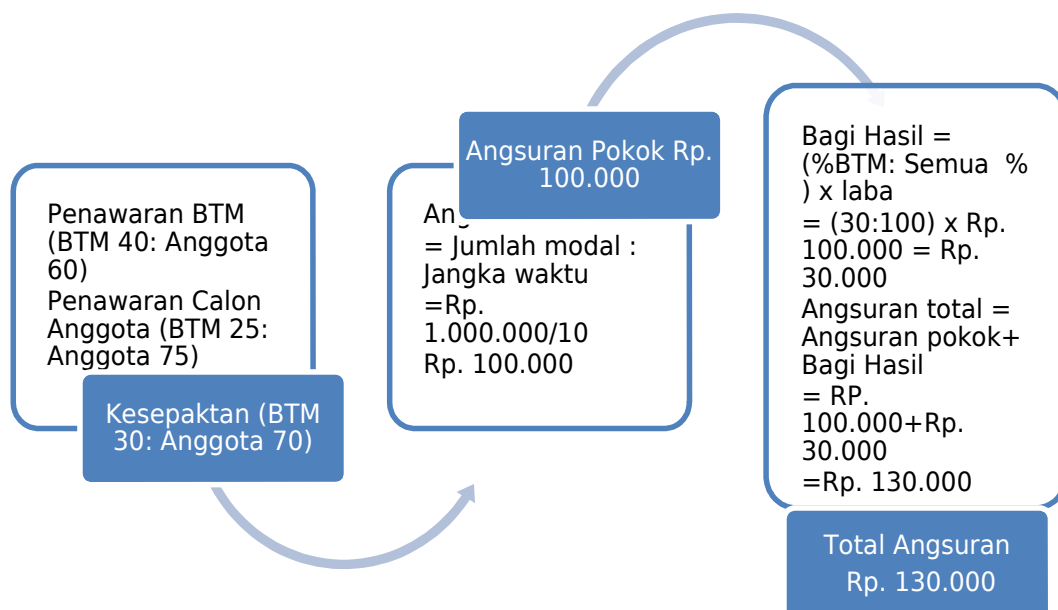 Penawaran BTM
(BTM 40: Anggota
60)
Penawaran Calon
Anggota (BTM 25:
Anggota 75)
Kesepaktan (BTM
30: Anggota 70)
Angsuran Pokok Rp.
100.000
= Jumlah modal :
Jangka waktu
=Rp.
1.000.000/10
Rp. 100.000
Bagi Hasil =
(%BTM: Semua %
) x laba
= (30:100) x Rp.
100.000 = Rp.
30.000
Angsuran total =
Angsuran pokok+
Bagi Hasil
= RP.
100.000+Rp.
30.000
=Rp. 130.000
Total Angsuran
Rp. 130.000